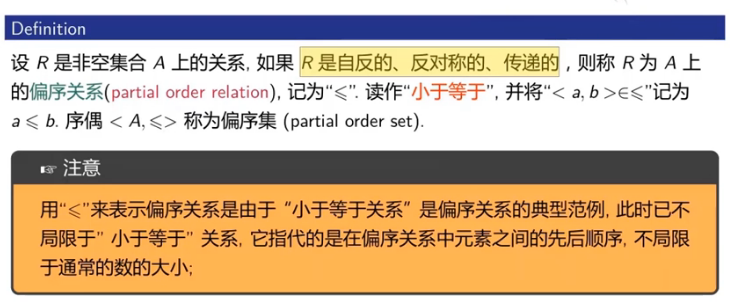 Definition
设 R 是非空集合 A 上的关系, 如果 R 是自反的、反对称的、传递的 , 则称 R 为 A 上
的偏序关系(partial order relation), 记为“⩽”. 读作“小于等于”, 并将“< a, b >∈⩽”记为
a ⩽ b. 序偶 < A, ⩽> 称为偏序集 (partial order set).
☞ 注意
用“⩽”来表示偏序关系是由于 “小于等于关系” 是偏序关系的典型范例, 此时已不
局限于” 小于等于” 关系, 它指代的是在偏序关系中元素之间的先后顺序, 不局限
于通常的数的大小;